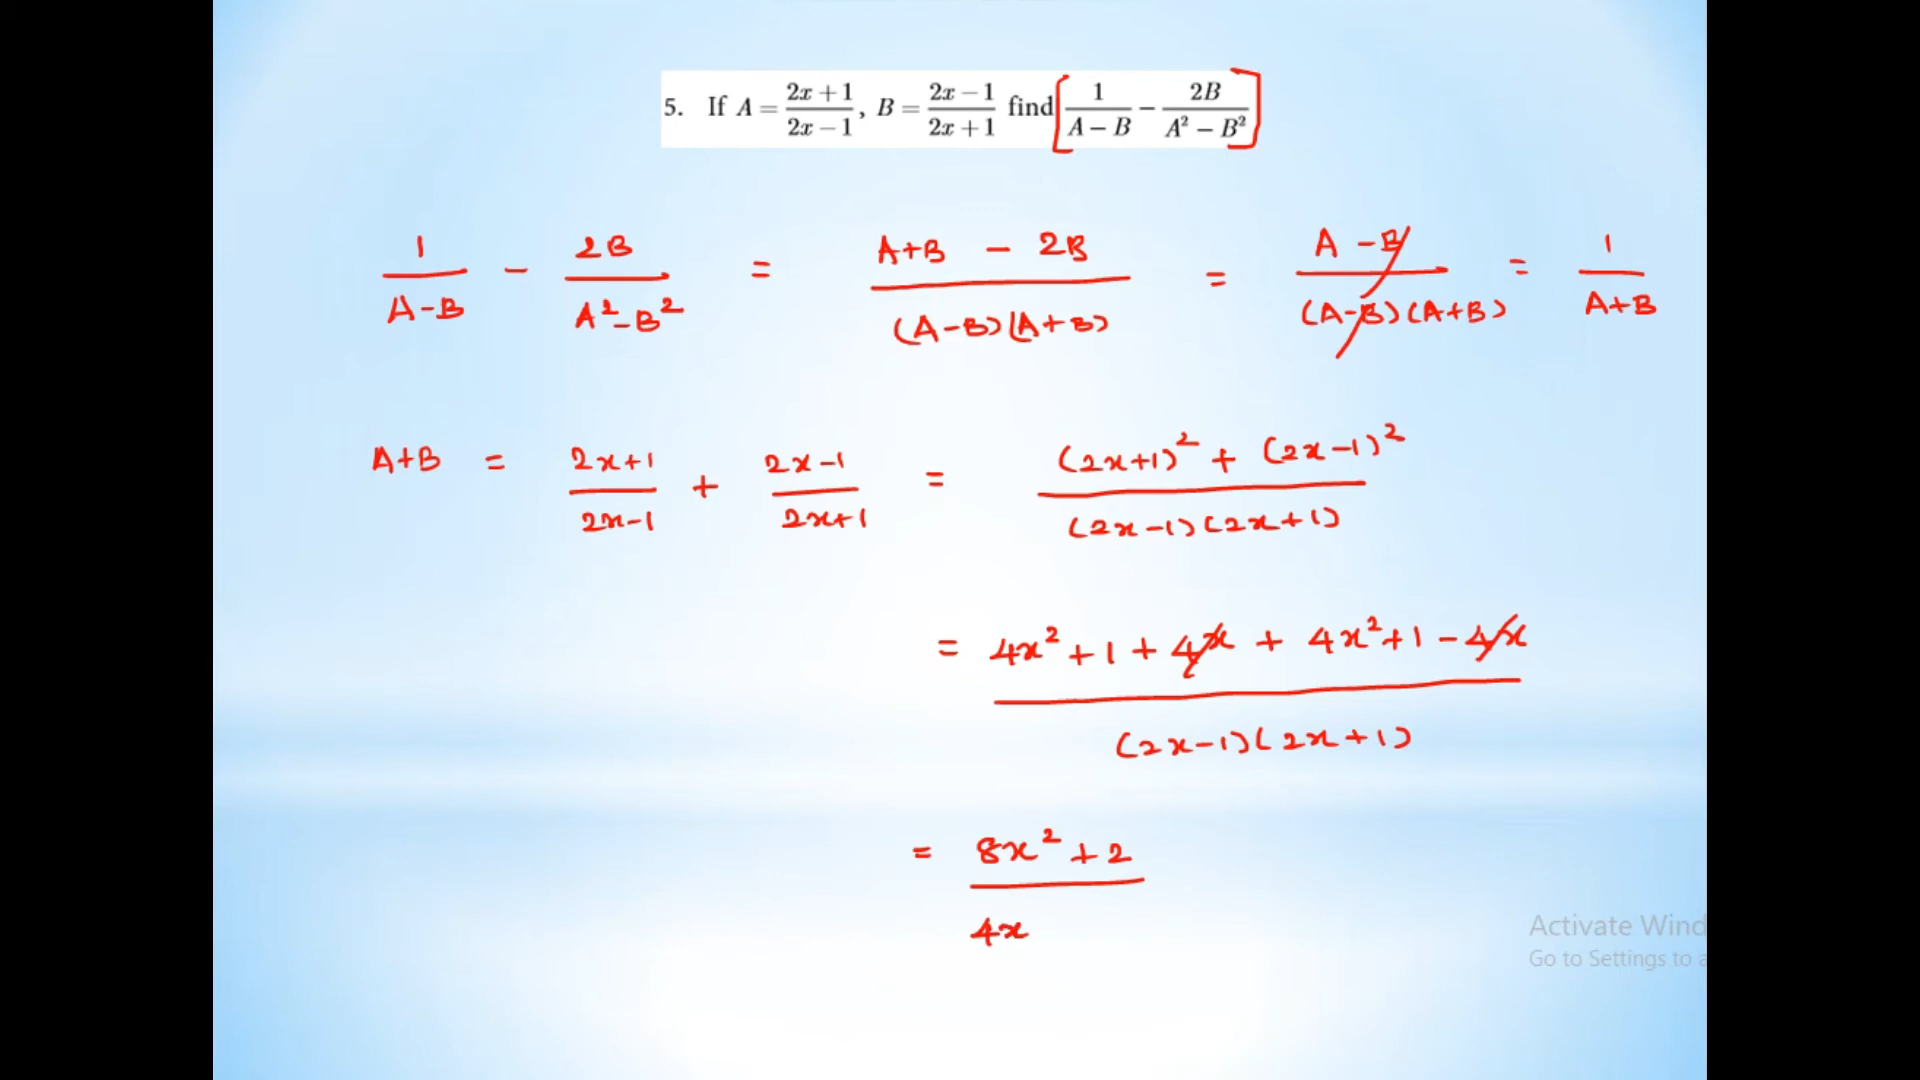 5. If A = (2x + 1)/(2x − 1), B = (2x − 1)/(2x + 1) find [1/(A − B) − 2B/(A² − B²)]
1/(A-B) - 2B/(A²-B²) = (A+B - 2B)/((A-B)(A+B)) = (A-B)/((A-B)(A+B)) = 1/(A+B)
A+B = (2x+1)/(2x-1) + (2x-1)/(2x+1) = ((2x+1)² + (2x-1)²)/((2x-1)(2x+1))
= (4x²+1+4x + 4x²+1-4x)/((2x-1)(2x+1))
= (8x²+2)/(4x
Activate Wind
Go to Settings to a